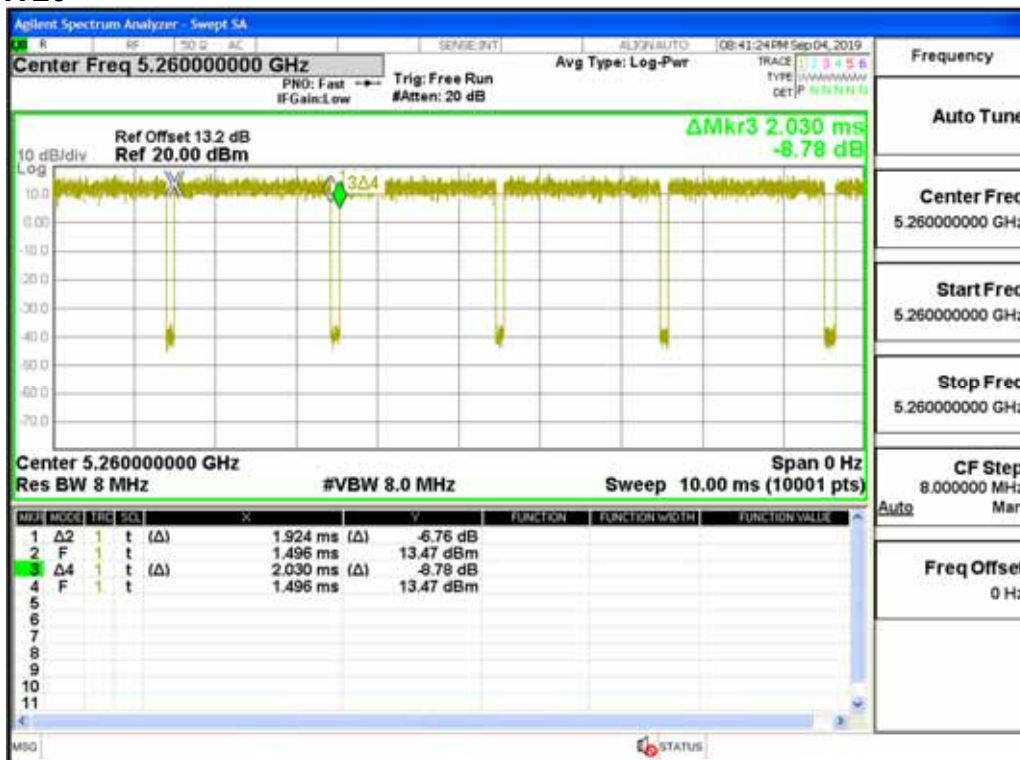 Agilent Spectrum Analyzer - Swept SA
R RF 50 Ω AC SENSE:INT ALIGN AUTO 08:41:24 PM Sep 04, 2019
Center Freq 5.260000000 GHz
PNO: Fast
IFGain:Low
Trig: Free Run
#Atten: 20 dB
Avg Type: Log-Pwr
TRACE 1 2 3 4 5 6
TYPE
DET P N N N N N
ΔMkr3 2.030 ms
-8.78 dB
Ref Offset 13.2 dB
10 dB/div Ref 20.00 dBm
Log
10.0
0.00
-10.0
-20.0
-30.0
-40.0
-50.0
-60.0
-70.0
3Δ4
Center 5.260000000 GHz Span 0 Hz
Res BW 8 MHz #VBW 8.0 MHz Sweep 10.00 ms (10001 pts)
MKR MODE TRC SCL X Y FUNCTION FUNCTION WIDTH FUNCTION VALUE
1 Δ2 1 t (Δ) 1.924 ms (Δ) -6.76 dB
2 F 1 t 1.496 ms 13.47 dBm
3 Δ4 1 t (Δ) 2.030 ms (Δ) -8.78 dB
4 F 1 t 1.496 ms 13.47 dBm
5
6
7
8
9
10
11
MSG STATUS
Frequency
Auto Tune
Center Freq
5.260000000 GHz
Start Freq
5.260000000 GHz
Stop Freq
5.260000000 GHz
CF Step
8.000000 MHz
Auto Man
Freq Offset
0 Hz